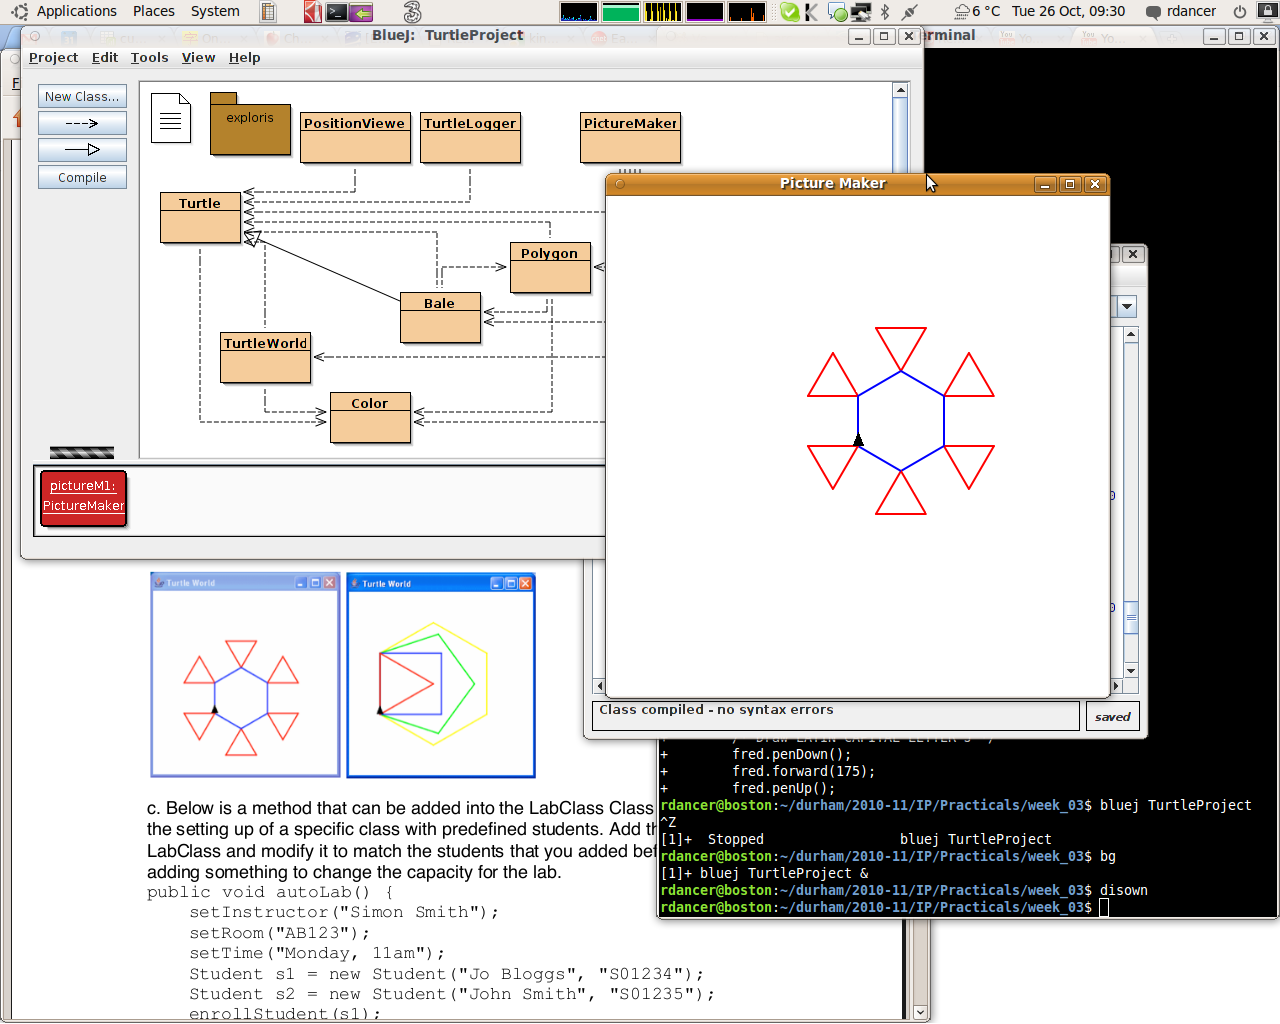 Applications Places System
6 °C Tue 26 Oct, 09:30 rdancer
BlueJ: TurtleProject
erminal
Project Edit Tools View Help
New Class...
Compile
exploris
PositionViewe
TurtleLogger
PictureMaker
Turtle
Polygon
Bale
TurtleWorld
Color
pictureM1:
PictureMaker
Picture Maker
Class compiled - no syntax errors
saved
Turtle World
Turtle World
c. Below is a method that can be added into the LabClass Class
the setting up of a specific class with predefined students. Add th
LabClass and modify it to match the students that you added bef
adding something to change the capacity for the lab.
public void autoLab() {
setInstructor("Simon Smith");
setRoom("AB123");
setTime("Monday, 11am");
Student s1 = new Student("Jo Bloggs", "S01234");
Student s2 = new Student("John Smith", "S01235");
enrollStudent(s1);
+ fred.penDown();
+ fred.forward(175);
+ fred.penUp();
rdancer@boston:~/durham/2010-11/IP/Practicals/week_03$ bluej TurtleProject
^Z
[1]+ Stopped bluej TurtleProject
rdancer@boston:~/durham/2010-11/IP/Practicals/week_03$ bg
[1]+ bluej TurtleProject &
rdancer@boston:~/durham/2010-11/IP/Practicals/week_03$ disown
rdancer@boston:~/durham/2010-11/IP/Practicals/week_03$